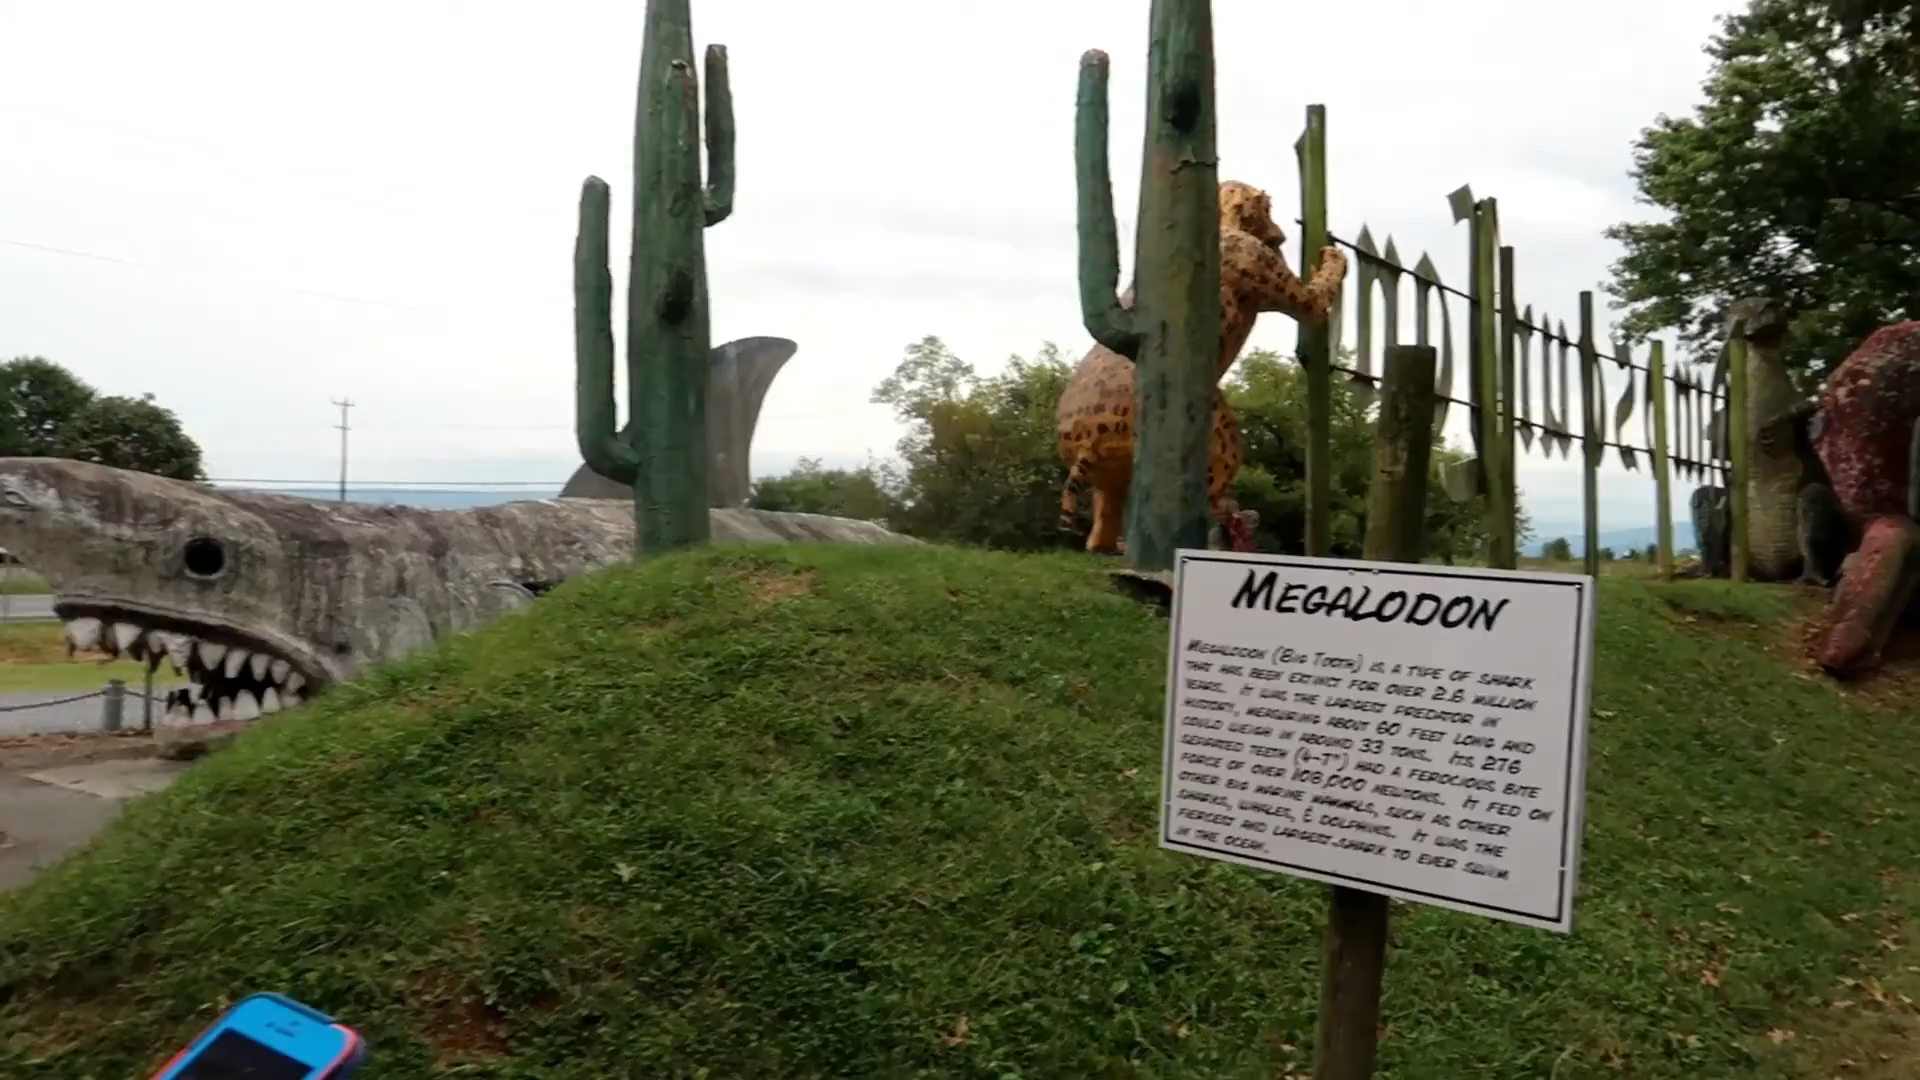 MEGALODON
MEGALODON (BIG TOOTH) IS A TYPE OF SHARK
THAT HAS BEEN EXTINCT FOR OVER 2.6 MILLION
YEARS. IT WAS THE LARGEST PREDATOR IN
HISTORY, MEASURING ABOUT 60 FEET LONG AND
COULD WEIGH IN AROUND 33 TONS. ITS 276
SERRATED TEETH (4-7") HAD A FEROCIOUS BITE
FORCE OF OVER 108,000 NEWTONS. IT FED ON
OTHER BIG MARINE MAMMALS, SUCH AS OTHER
SHARKS, WHALES, & DOLPHINS. IT WAS THE
FIERCEST AND LARGEST SHARK TO EVER SWIM
IN THE OCEAN.